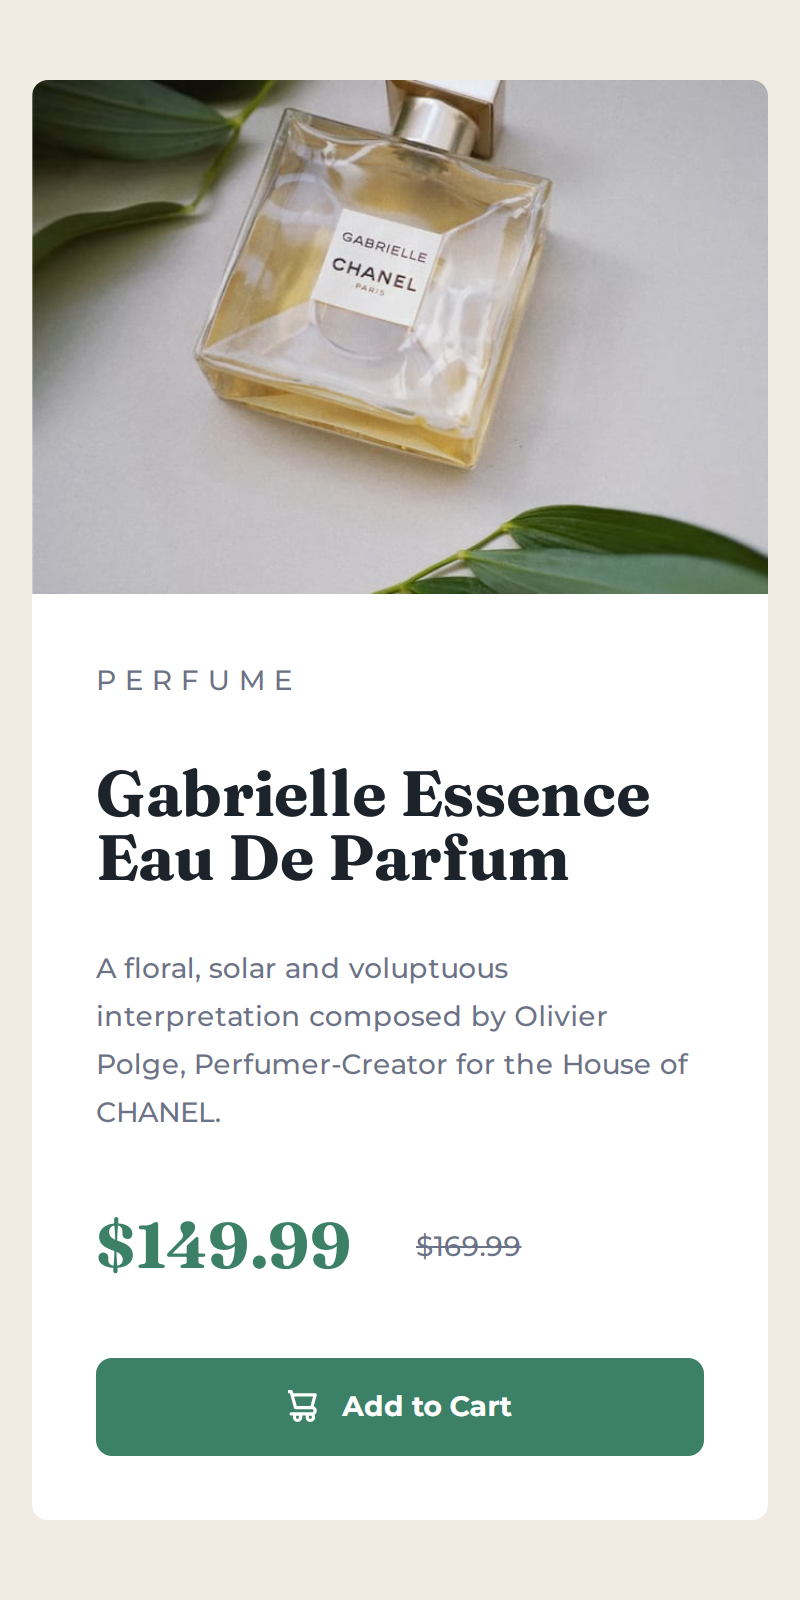 GABRIELLE
CHANEL
PARIS
PERFUME
Gabrielle Essence
Eau De Parfum
A floral, solar and voluptuous
interpretation composed by Olivier
Polge, Perfumer-Creator for the House of
CHANEL.
$149.99 $169.99
Add to Cart